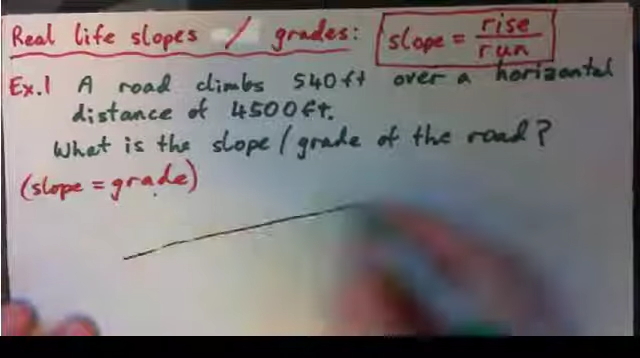 Real life slopes / grades: slope = rise/run
Ex.1 A road climbs 540ft over a horizontal
distance of 4500ft.
What is the slope/grade of the road?
(slope = grade)